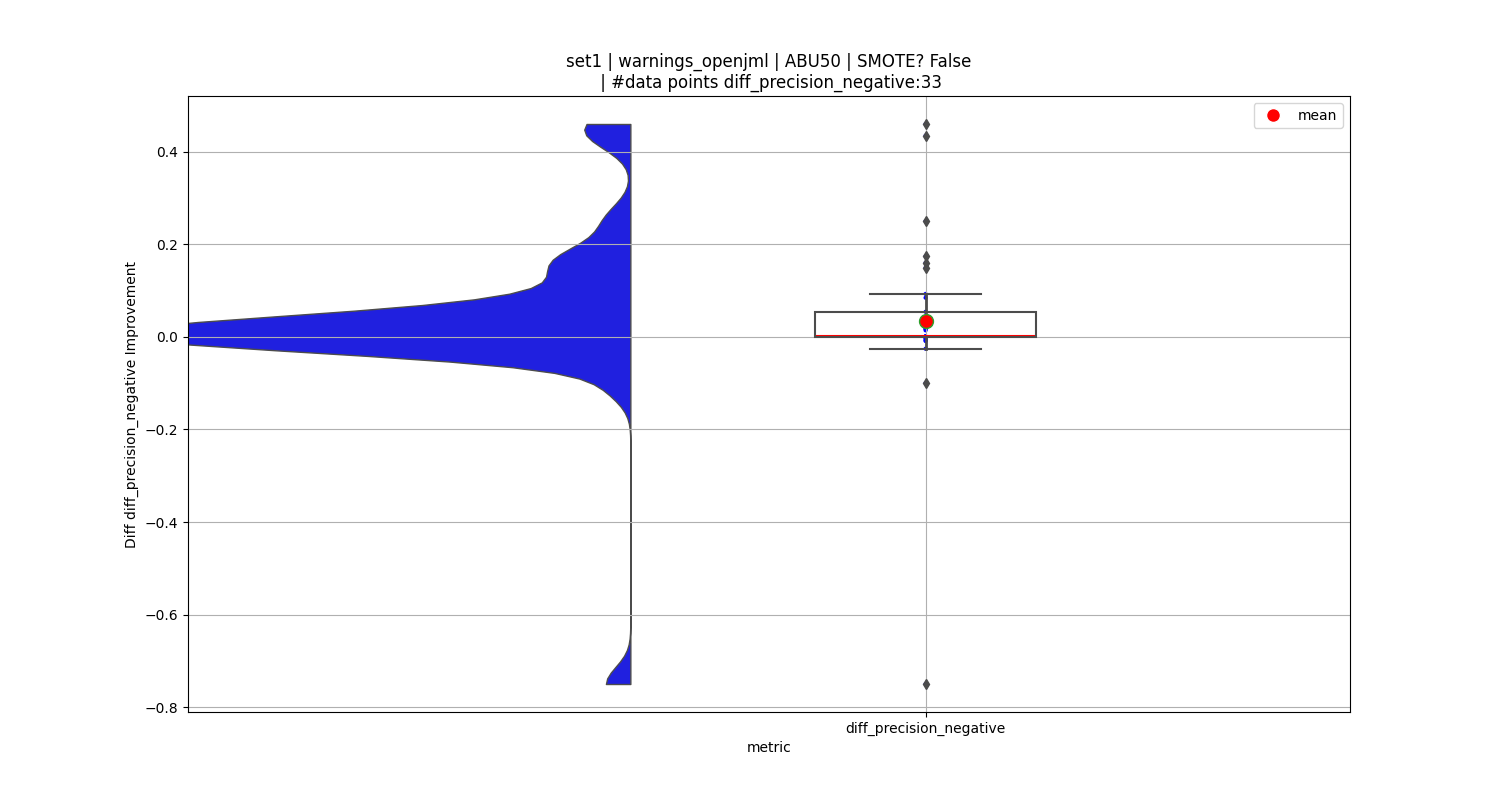 set1 | warnings_openjml | ABU50 | SMOTE? False
| #data points diff_precision_negative:33
mean
0.4
0.2
0.0
−0.2
−0.4
−0.6
−0.8
Diff diff_precision_negative Improvement
diff_precision_negative
metric